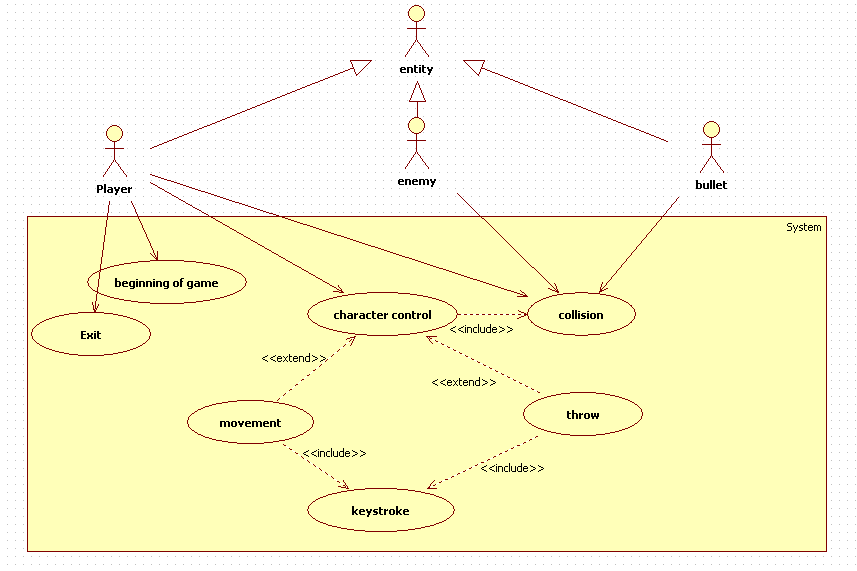 entity
Player
enemy
bullet
System
beginning of game
Exit
character control
<<include>>
collision
<<extend>>
<<extend>>
movement
throw
<<include>>
<<include>>
keystroke